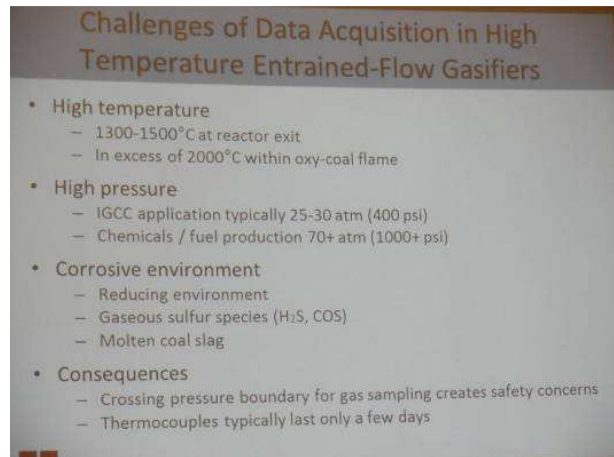 Challenges of Data Acquisition in High
Temperature Entrained-Flow Gasifiers
• High temperature
– 1300-1500°C at reactor exit
– In excess of 2000°C within oxy-coal flame
• High pressure
– IGCC application typically 25-30 atm (400 psi)
– Chemicals / fuel production 70+ atm (1000+ psi)
• Corrosive environment
– Reducing environment
– Gaseous sulfur species (H₂S, COS)
– Molten coal slag
• Consequences
– Crossing pressure boundary for gas sampling creates safety concerns
– Thermocouples typically last only a few days